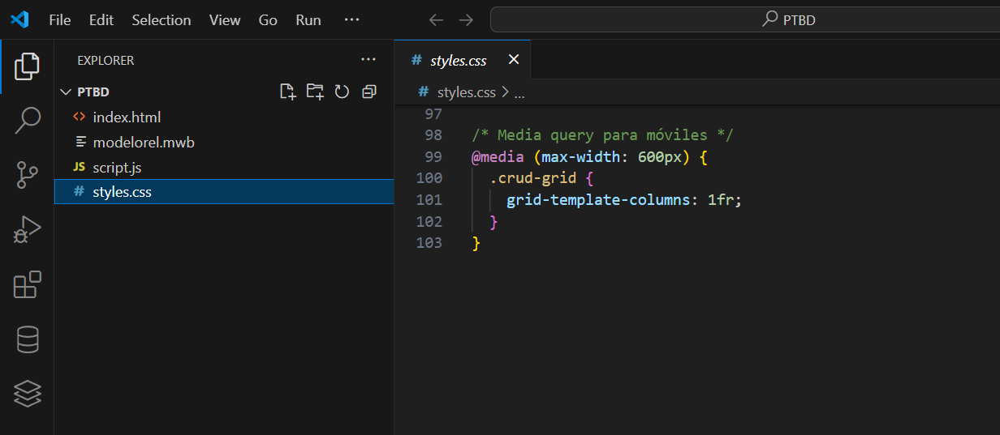 File Edit Selection View Go Run ···
PTBD
EXPLORER ···
PTBD
index.html
modelorel.mwb
JS script.js
# styles.css
# styles.css ×
# styles.css > ...
97
98 /* Media query para móviles */
99 @media (max-width: 600px) {
100 .crud-grid {
101 grid-template-columns: 1fr;
102 }
103 }